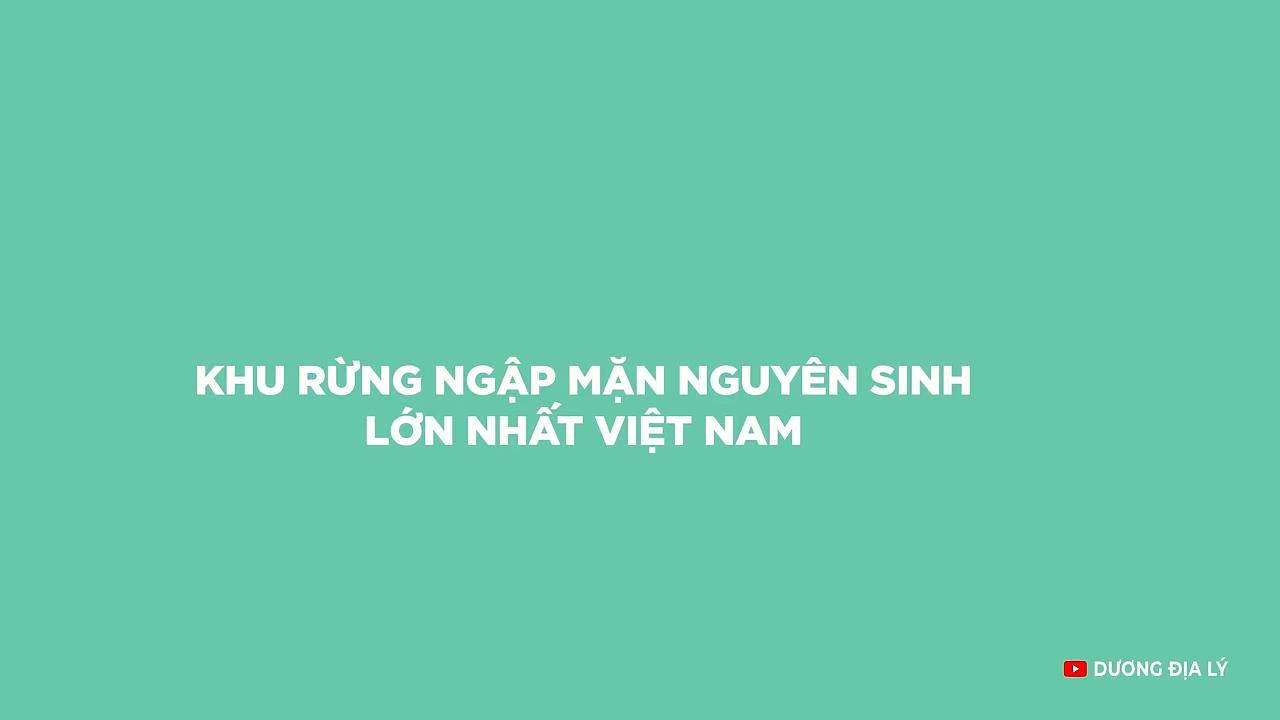 KHU RỪNG NGẬP MẶN NGUYÊN SINH
LỚN NHẤT VIỆT NAM
DƯƠNG ĐỊA LÝ